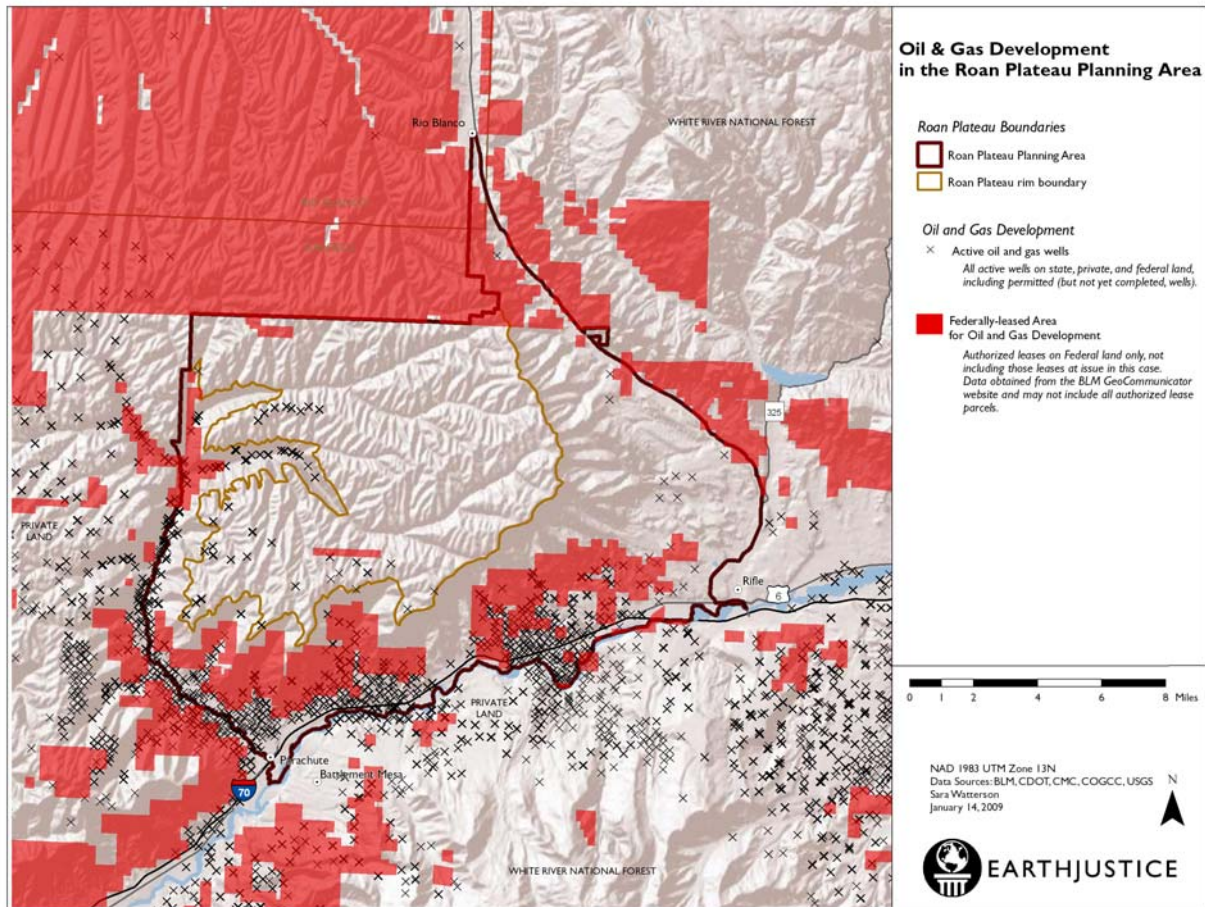 Oil & Gas Development
in the Roan Plateau Planning Area
Roan Plateau Boundaries
Roan Plateau Planning Area
Roan Plateau rim boundary
Oil and Gas Development
Active oil and gas wells
All active wells on state, private, and federal land,
including permitted (but not yet completed, wells).
Federally-leased Area
for Oil and Gas Development
Authorized leases on Federal land only, not
including those leases at issue in this case.
Data obtained from the BLM GeoCommunicator
website and may not include all authorized lease
parcels.
Rio Blanco
WHITE RIVER NATIONAL FOREST
325
PRIVATE
LAND
Rifle
6
PRIVATE
LAND
Parachute
Battlement Mesa
70
WHITE RIVER NATIONAL FOREST
0 1 2 4 6 8 Miles
NAD 1983 UTM Zone 13N
Data Sources: BLM, CDOT, CMC, COGCC, USGS
Sara Watterson
January 14, 2009
N
EARTHJUSTICE